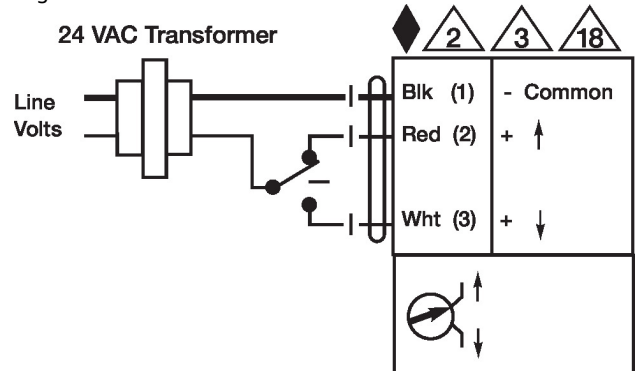 24 VAC Transformer
2 3 18
Line
Volts
Blk (1) - Common
Red (2) + ↑
Wht (3) + ↓